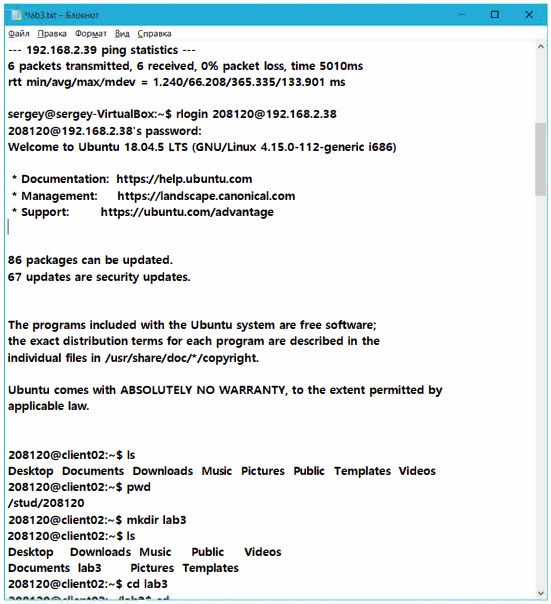 *lab3.txt – Блокнот
Файл Правка Формат Вид Справка
--- 192.168.2.39 ping statistics ---
6 packets transmitted, 6 received, 0% packet loss, time 5010ms
rtt min/avg/max/mdev = 1.240/66.208/365.335/133.901 ms
sergey@sergey-VirtualBox:~$ rlogin 208120@192.168.2.38
208120@192.168.2.38's password:
Welcome to Ubuntu 18.04.5 LTS (GNU/Linux 4.15.0-112-generic i686)
* Documentation: https://help.ubuntu.com
* Management: https://landscape.canonical.com
* Support: https://ubuntu.com/advantage
86 packages can be updated.
67 updates are security updates.
The programs included with the Ubuntu system are free software;
the exact distribution terms for each program are described in the
individual files in /usr/share/doc/*/copyright.
Ubuntu comes with ABSOLUTELY NO WARRANTY, to the extent permitted by
applicable law.
208120@client02:~$ ls
Desktop Documents Downloads Music Pictures Public Templates Videos
208120@client02:~$ pwd
/stud/208120
208120@client02:~$ mkdir lab3
208120@client02:~$ ls
Desktop Downloads Music Public Videos
Documents lab3 Pictures Templates
208120@client02:~$ cd lab3